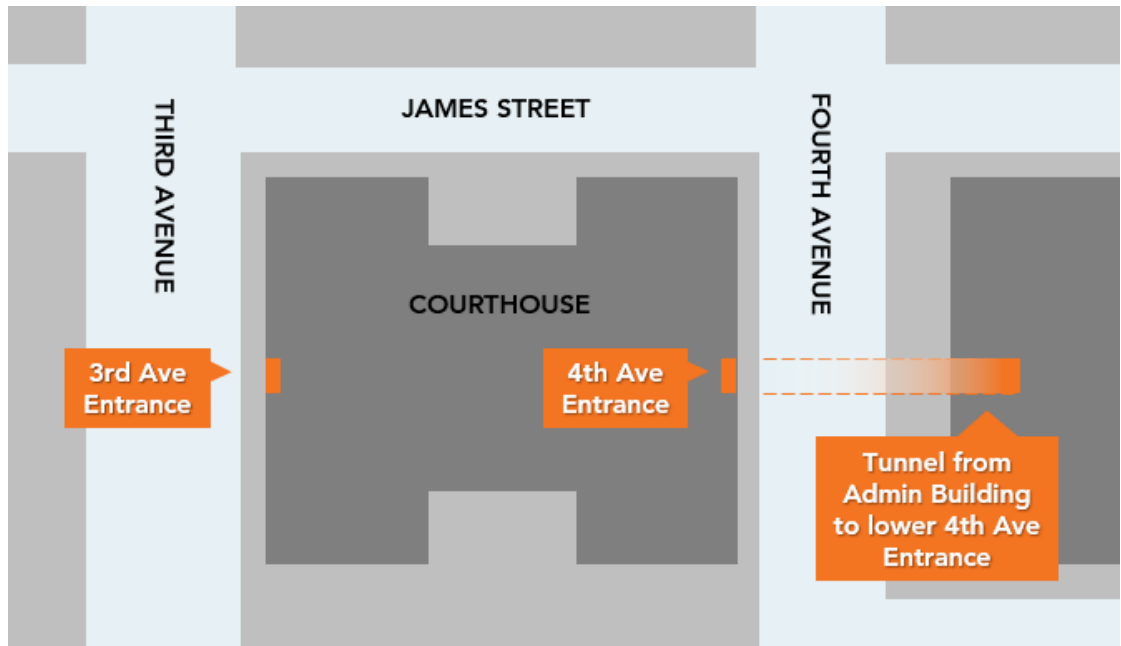 JAMES STREET
THIRD AVENUE
FOURTH AVENUE
COURTHOUSE
3rd Ave
Entrance
4th Ave
Entrance
Tunnel from
Admin Building
to lower 4th Ave
Entrance